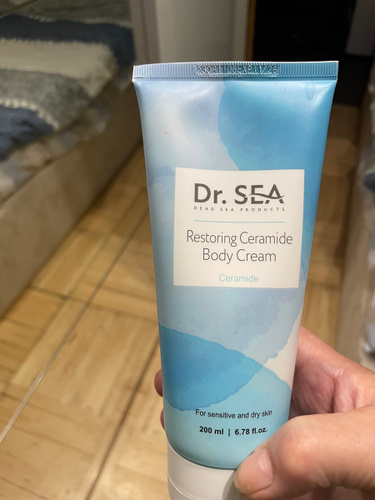 Dr. SEA
DEAD SEA PRODUCTS
Restoring Ceramide
Body Cream
Ceramide
For sensitive and dry skin
200 ml | 6.78 fl.oz.